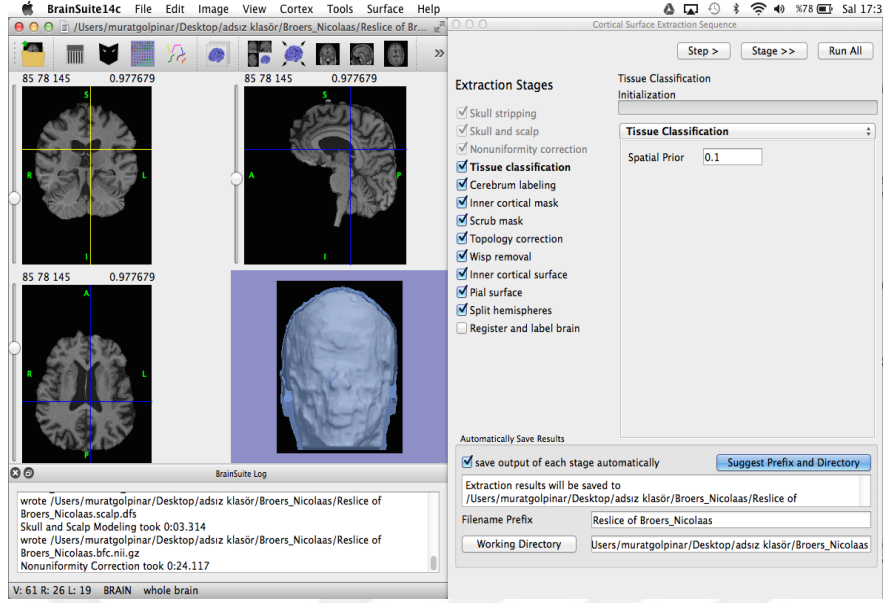 BrainSuite14c File Edit Image View Cortex Tools Surface Help %78 Sal 17:3
/Users/muratgolpinar/Desktop/adsız klasör/Broers_Nicolaas/Reslice of Br...
Cortical Surface Extraction Sequence
Step > Stage >> Run All
»
85 78 145 0.977679
85 78 145 0.977679
S
R
L
I
S
A
P
I
85 78 145 0.977679
A
R
L
P
Extraction Stages
Skull stripping
Skull and scalp
Nonuniformity correction
Tissue classification
Cerebrum labeling
Inner cortical mask
Scrub mask
Topology correction
Wisp removal
Inner cortical surface
Pial surface
Split hemispheres
Register and label brain
Tissue Classification
Initialization
Tissue Classification
Spatial Prior 0.1
BrainSuite Log
wrote /Users/muratgolpinar/Desktop/adsız klasör/Broers_Nicolaas/Reslice of
Broers_Nicolaas.scalp.dfs
Skull and Scalp Modeling took 0:03.314
wrote /Users/muratgolpinar/Desktop/adsız klasör/Broers_Nicolaas/Reslice of
Broers_Nicolaas.bfc.nii.gz
Nonuniformity Correction took 0:24.117
V: 61 R: 26 L: 19 BRAIN whole brain
Automatically Save Results
save output of each stage automatically Suggest Prefix and Directory
Extraction results will be saved to
/Users/muratgolpinar/Desktop/adsız klasör/Broers_Nicolaas/Reslice of
Filename Prefix Reslice of Broers_Nicolaas
Working Directory Users/muratgolpinar/Desktop/adsız klasör/Broers_Nicolaas